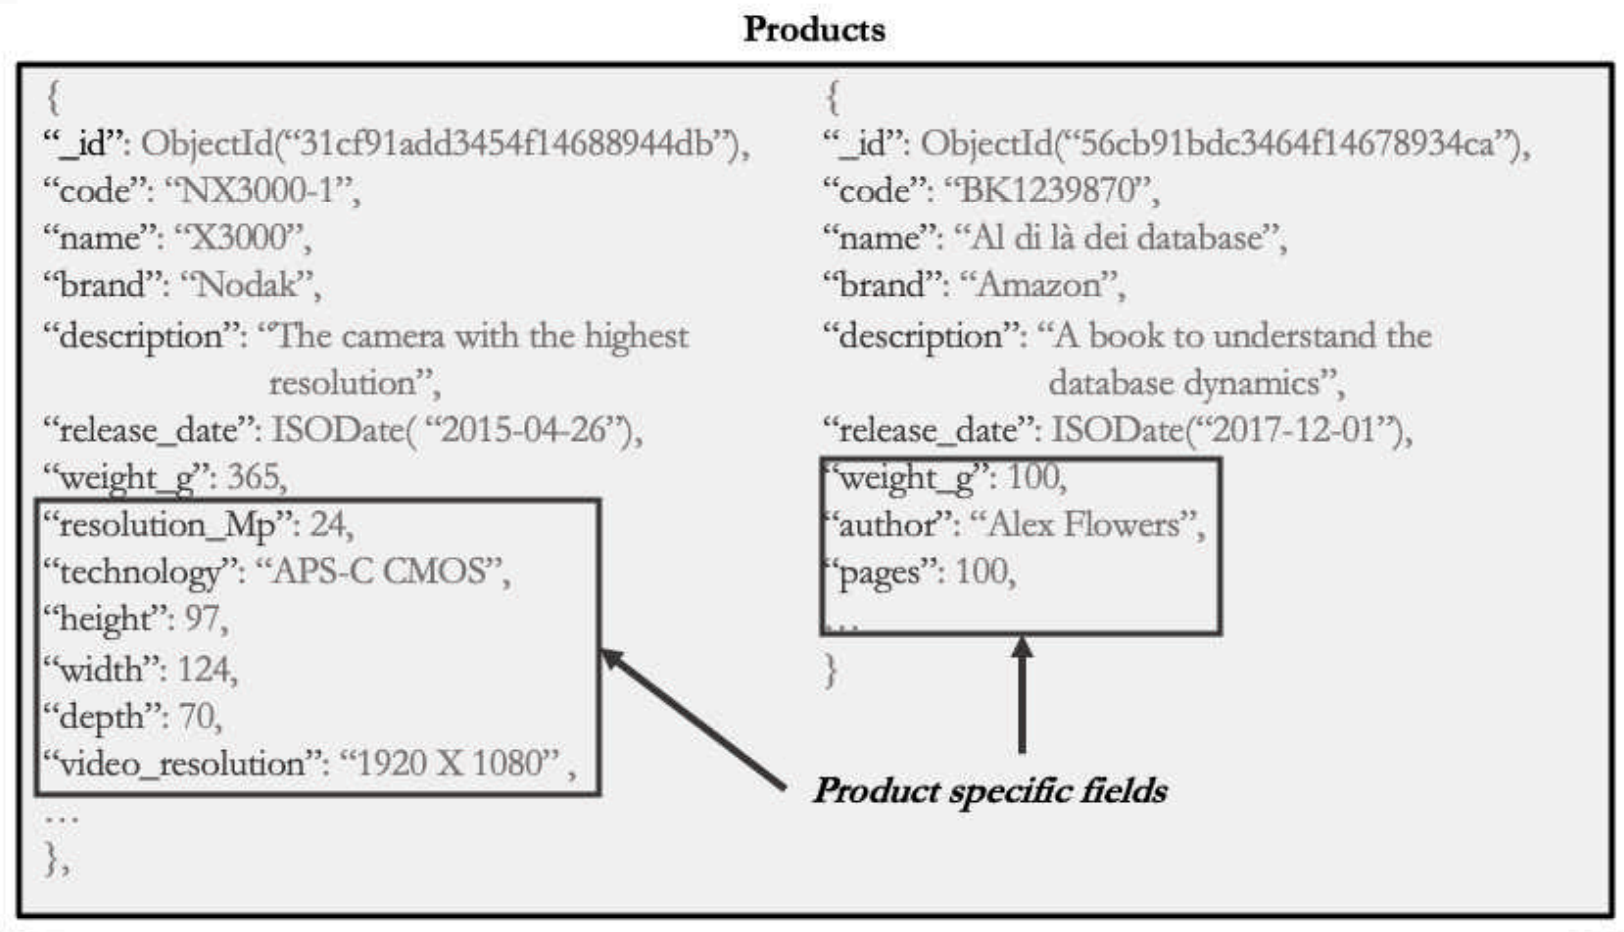 Products
{
“_id”: ObjectId(“31cf91add3454f14688944db”),
“code”: “NX3000-1”,
“name”: “X3000”,
“brand”: “Nodak”,
“description”: “The camera with the highest
resolution”,
“release_date”: ISODate( “2015-04-26”),
“weight_g”: 365,
“resolution_Mp”: 24,
“technology”: “APS-C CMOS”,
“height”: 97,
“width”: 124,
“depth”: 70,
“video_resolution”: “1920 X 1080” ,
…
},
{
“_id”: ObjectId(“56cb91bdc3464f14678934ca”),
“code”: “BK1239870”,
“name”: “Al di là dei database”,
“brand”: “Amazon”,
“description”: “A book to understand the
database dynamics”,
“release_date”: ISODate(“2017-12-01”),
“weight_g”: 100,
“author”: “Alex Flowers”,
“pages”: 100,
…
}
Product specific fields